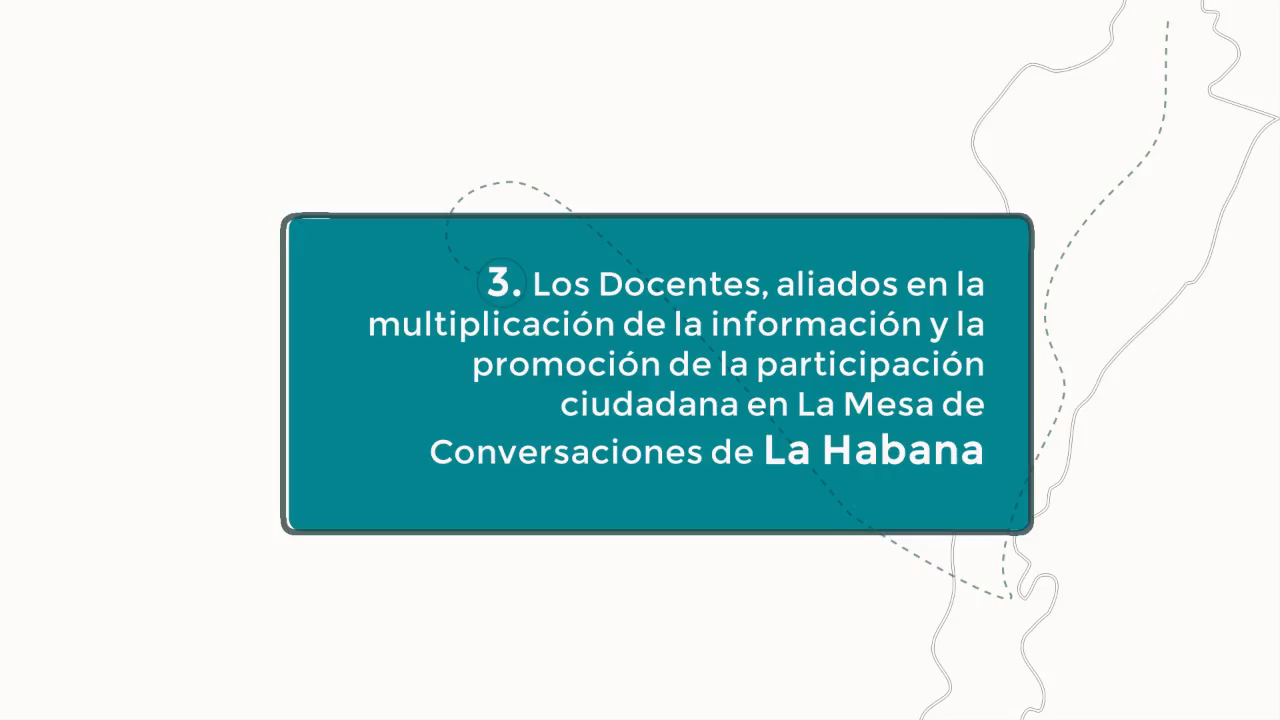 3. Los Docentes, aliados en la
multiplicación de la información y la
promoción de la participación
ciudadana en La Mesa de
Conversaciones de La Habana